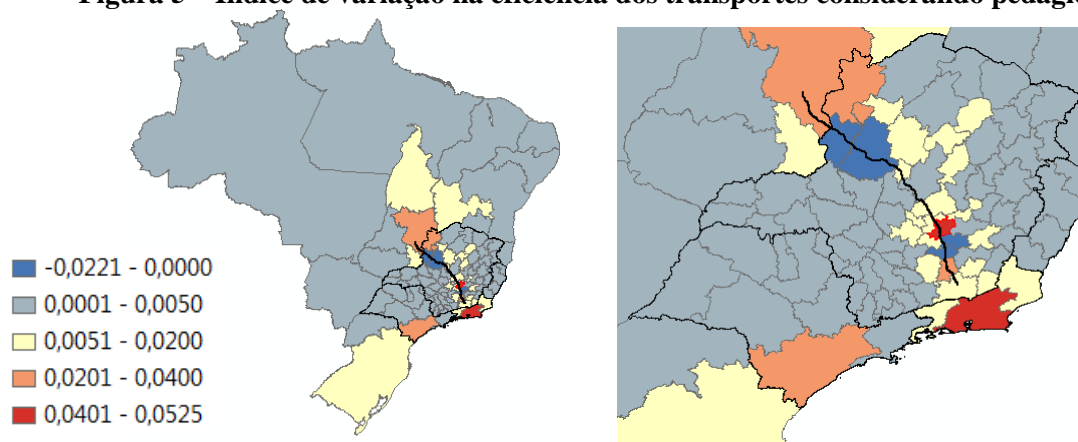 Figura 5 – Índice de variação na eficiência dos transportes considerando pedágio
-0,0221 - 0,0000
0,0001 - 0,0050
0,0051 - 0,0200
0,0201 - 0,0400
0,0401 - 0,0525